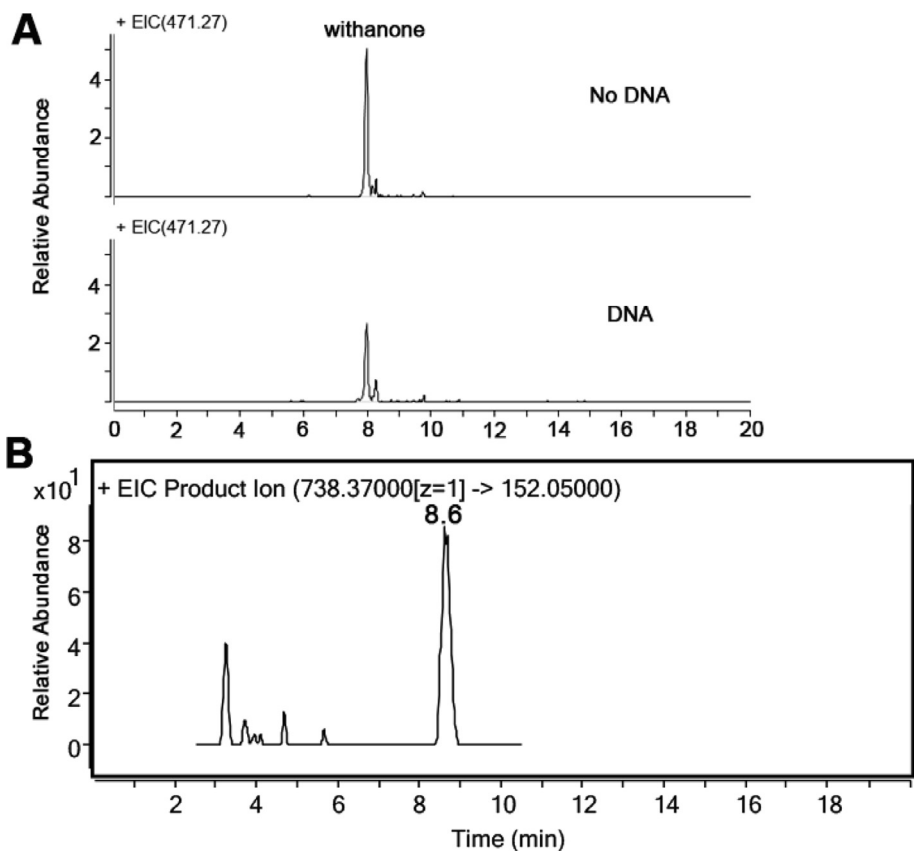 A
+ EIC(471.27)
withanone
No DNA
4
2
Relative Abundance
+ EIC(471.27)
DNA
4
2
0 2 4 6 8 10 12 14 16 18 20
B
x10¹
+ EIC Product Ion (738.37000[z=1] -> 152.05000)
8.6
8
6
4
2
0
Relative Abundance
2 4 6 8 10 12 14 16 18
Time (min)